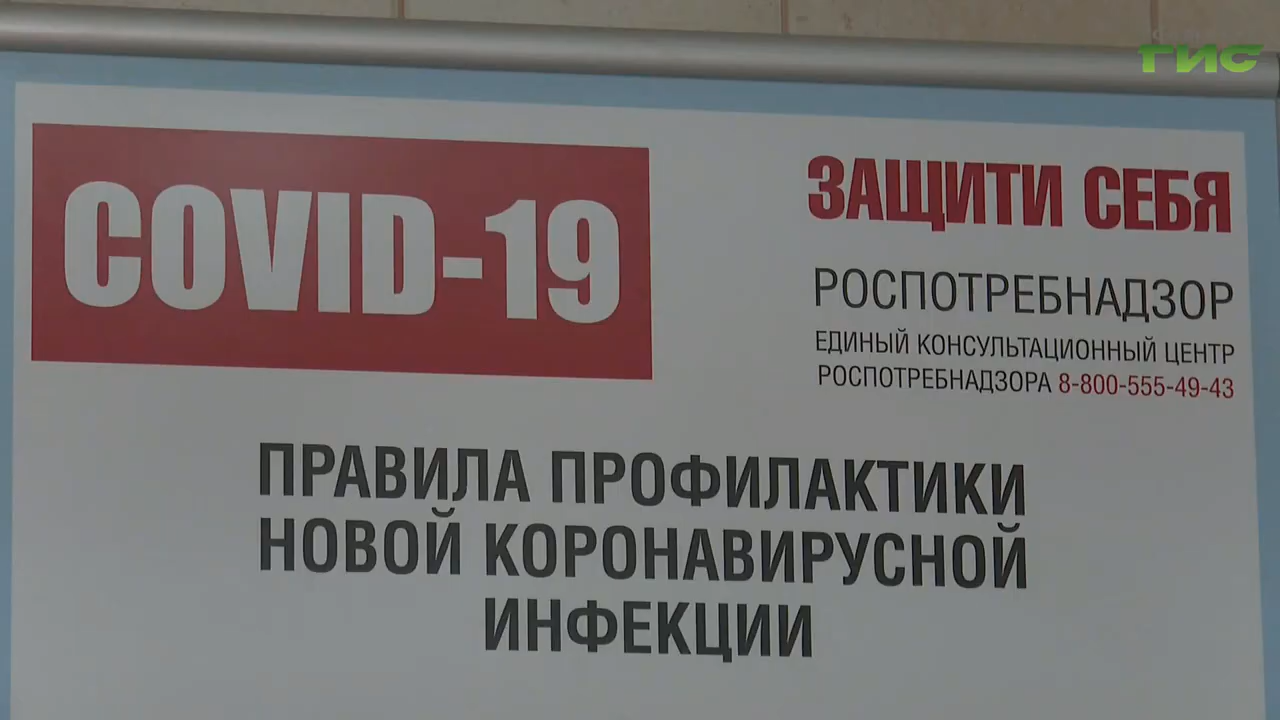 ГИС
COVID-19
ЗАЩИТИ СЕБЯ
РОСПОТРЕБНАДЗОР
ЕДИНЫЙ КОНСУЛЬТАЦИОННЫЙ ЦЕНТР
РОСПОТРЕБНАДЗОРА 8-800-555-49-43
ПРАВИЛА ПРОФИЛАКТИКИ
НОВОЙ КОРОНАВИРУСНОЙ
ИНФЕКЦИИ